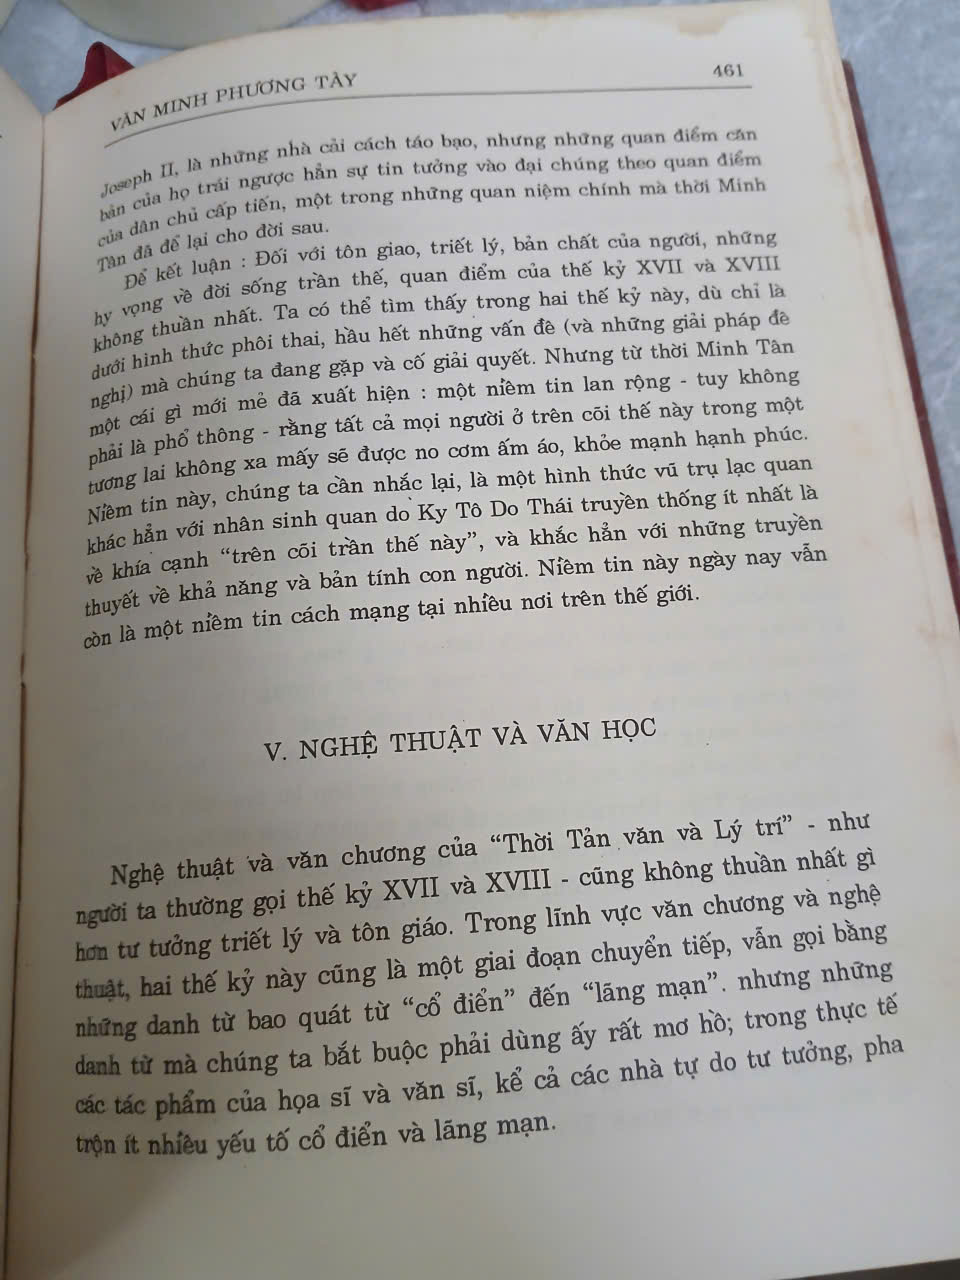 VĂN MINH PHƯƠNG TÂY 461
Joseph II, là những nhà cải cách táo bạo, nhưng những quan điểm căn
bản của họ trái ngược hẳn sự tin tưởng vào đại chúng theo quan điểm
của dân chủ cấp tiến, một trong những quan niệm chính mà thời Minh
Tân đã để lại cho đời sau.
Để kết luận : Đối với tôn giao, triết lý, bản chất của người, những
hy vọng về đời sống trần thế, quan điểm của thế kỷ XVII và XVIII
không thuần nhất. Ta có thể tìm thấy trong hai thế kỷ này, dù chỉ là
dưới hình thức phôi thai, hầu hết những vấn đè (và những giải pháp đè
nghị) mà chúng ta đang gặp và cố giải quyết. Nhưng từ thời Minh Tân
một cái gì mới mẻ đã xuất hiện : một niềm tin lan rộng - tuy không
phải là phổ thông - rằng tất cả mọi người ở trên cõi thế này trong một
tương lai không xa mấy sẽ được no cơm ấm áo, khỏe mạnh hạnh phúc.
Niềm tin này, chúng ta cần nhắc lại, là một hình thức vũ trụ lạc quan
khác hẳn với nhân sinh quan do Ky Tô Do Thái truyền thống ít nhất là
về khía cạnh “trên cõi trần thế này”, và khắc hẳn với những truyền
thuyết về khả năng và bản tính con người. Niềm tin này ngày nay vẫn
còn là một niềm tin cách mạng tại nhiều nơi trên thế giới.
V. NGHỆ THUẬT VÀ VĂN HỌC
Nghệ thuật và văn chương của “Thời Tản văn và Lý trí” - như
người ta thường gọi thế kỷ XVII và XVIII - cũng không thuần nhất gì
hơn tư tưởng triết lý và tôn giáo. Trong lĩnh vực văn chương và nghệ
thuật, hai thế kỷ này cũng là một giai đoạn chuyển tiếp, vẫn gọi bằng
những danh từ bao quát từ “cổ điển” đến “lãng mạn”. nhưng những
danh từ mà chúng ta bắt buộc phải dùng ấy rất mơ hồ; trong thực tế
các tác phẩm của họa sĩ và văn sĩ, kể cả các nhà tự do tư tưởng, pha
trộn ít nhiều yếu tố cổ điển và lãng mạn.